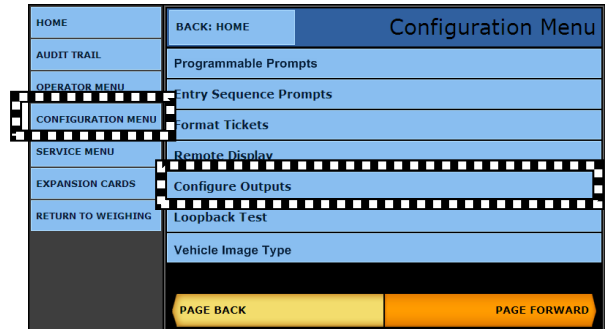 HOME
AUDIT TRAIL
OPERATOR MENU
CONFIGURATION MENU
SERVICE MENU
EXPANSION CARDS
RETURN TO WEIGHING
BACK: HOME
Configuration Menu
Programmable Prompts
Entry Sequence Prompts
Format Tickets
Remote Display
Configure Outputs
Loopback Test
Vehicle Image Type
PAGE BACK
PAGE FORWARD